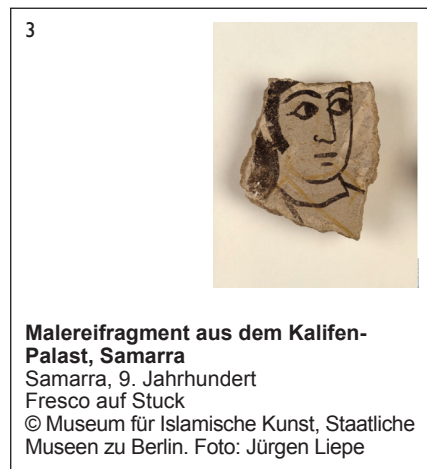 3
Malereifragment aus dem Kalifen-
Palast, Samarra
Samarra, 9. Jahrhundert
Fresco auf Stuck
© Museum für Islamische Kunst, Staatliche
Museen zu Berlin. Foto: Jürgen Liepe